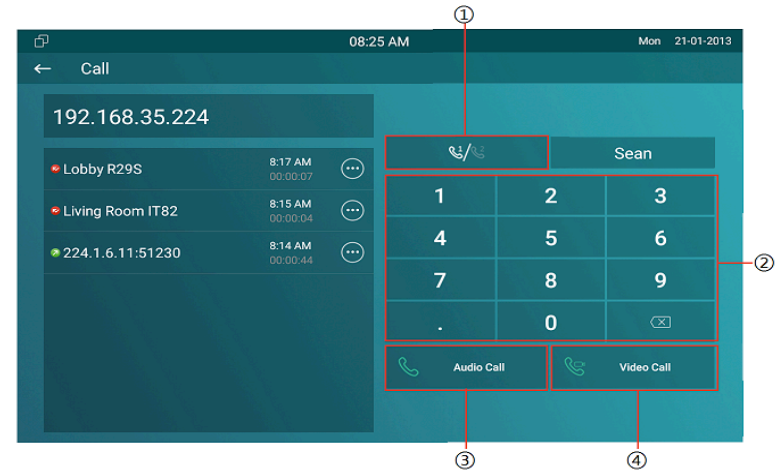 ①
08:25 AM Mon 21-01-2013
Call
192.168.35.224
1/2 Sean
Lobby R29S 8:17 AM
00:00:07
Living Room IT82 8:15 AM
00:00:04
224.1.6.11:51230 8:14 AM
00:00:44
1 2 3
4 5 6
7 8 9
. 0
②
Audio Call Video Call
③ ④